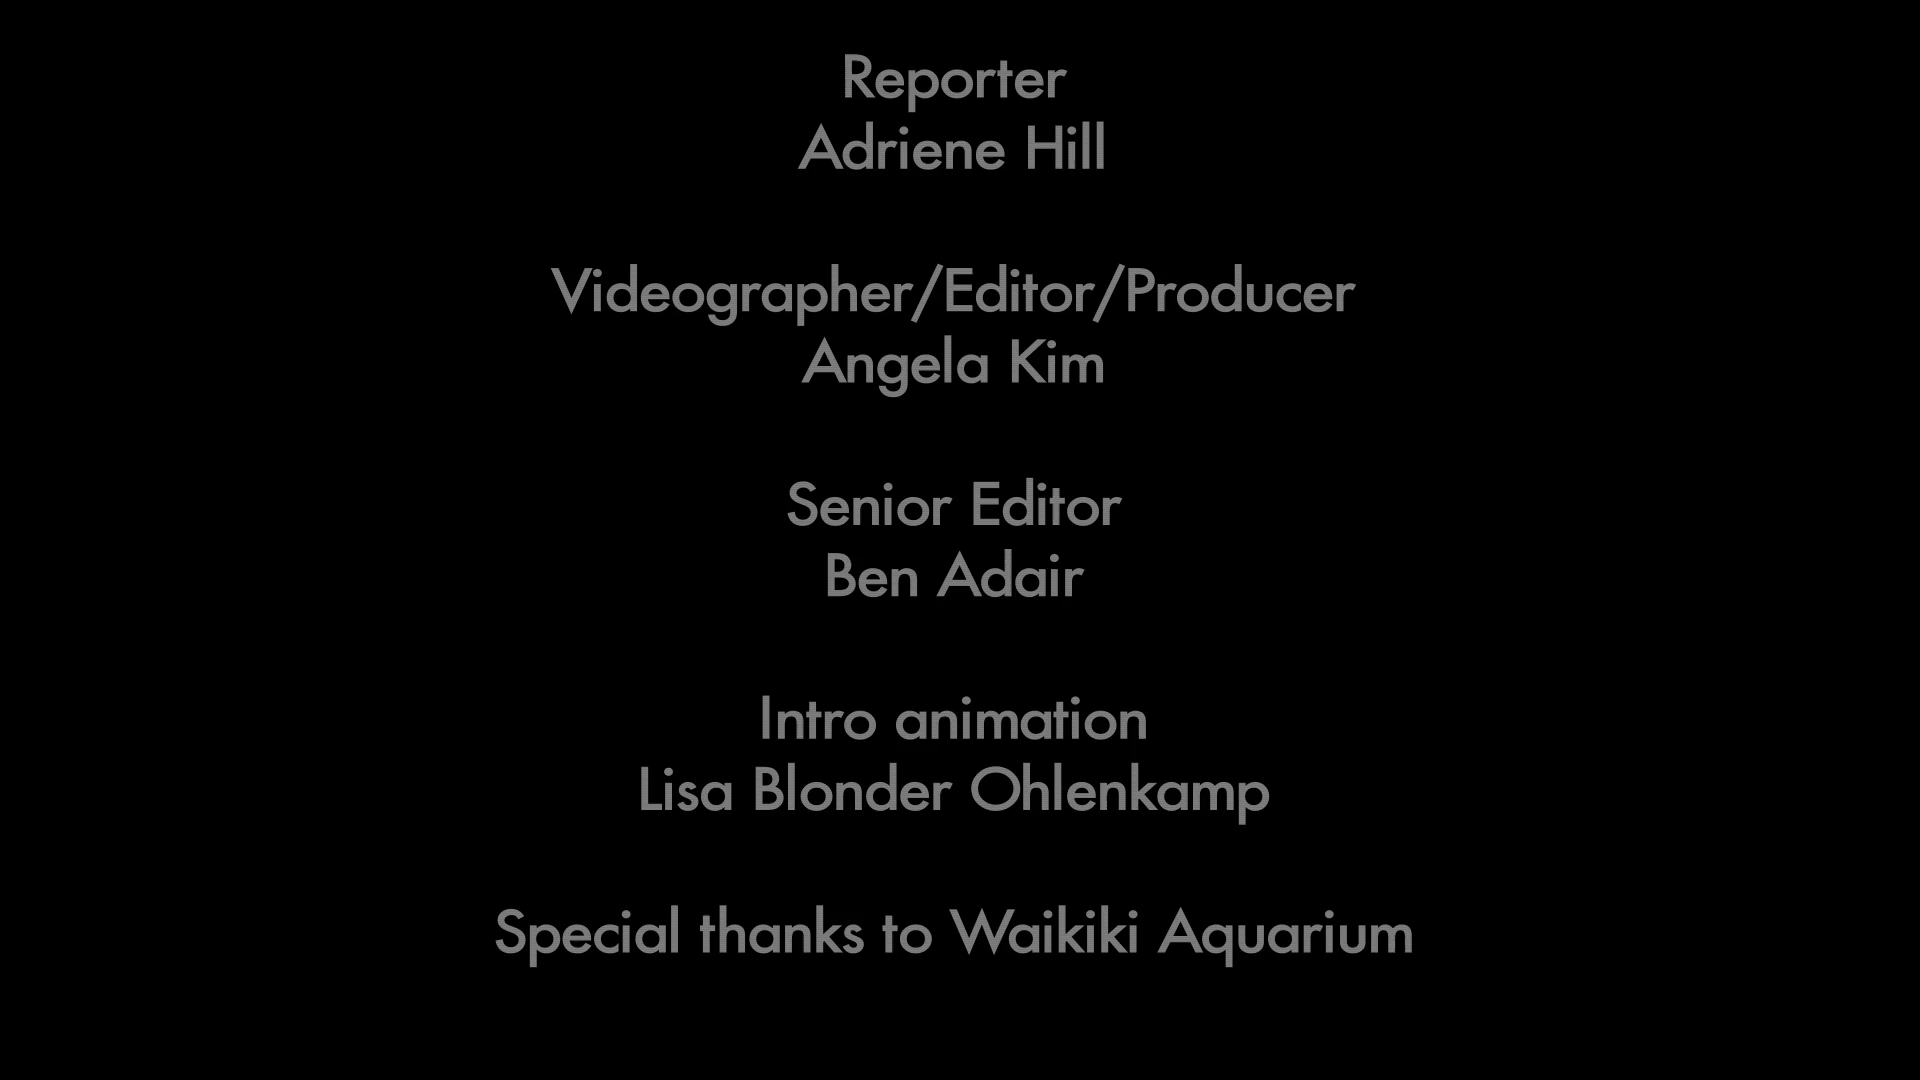 Reporter
Adriene Hill
Videographer/Editor/Producer
Angela Kim
Senior Editor
Ben Adair
Intro animation
Lisa Blonder Ohlenkamp
Special thanks to Waikiki Aquarium